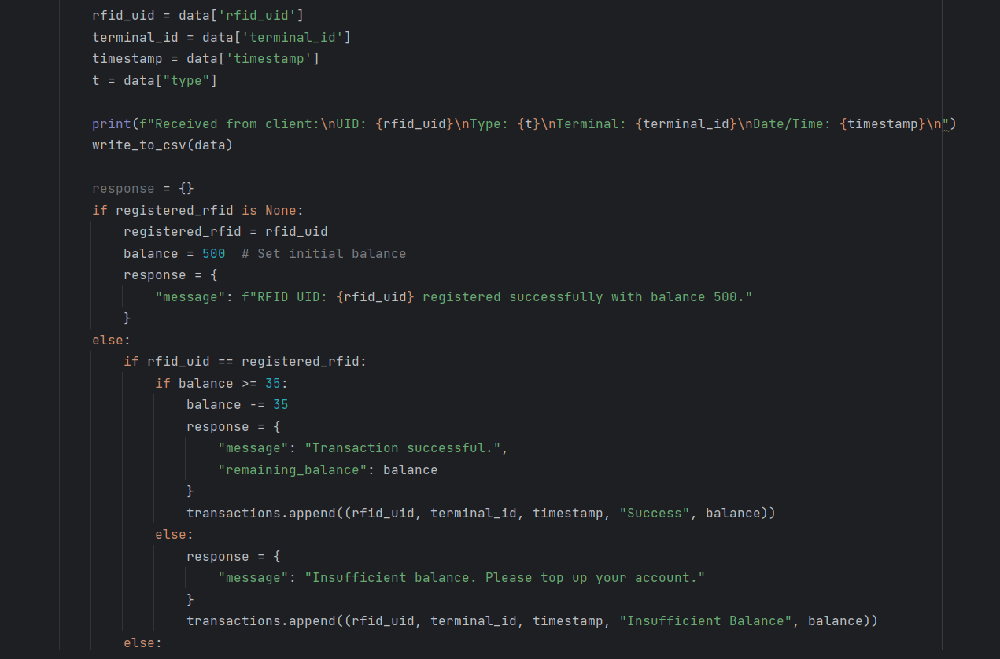 rfid_uid = data['rfid_uid']
terminal_id = data['terminal_id']
timestamp = data['timestamp']
t = data["type"]
print(f"Received from client:\nUID: {rfid_uid}\nType: {t}\nTerminal: {terminal_id}\nDate/Time: {timestamp}\n")
write_to_csv(data)
response = {}
if registered_rfid is None:
registered_rfid = rfid_uid
balance = 500  # Set initial balance
response = {
"message": f"RFID UID: {rfid_uid} registered successfully with balance 500."
}
else:
if rfid_uid == registered_rfid:
if balance >= 35:
balance -= 35
response = {
"message": "Transaction successful.",
"remaining_balance": balance
}
transactions.append((rfid_uid, terminal_id, timestamp, "Success", balance))
else:
response = {
"message": "Insufficient balance. Please top up your account."
}
transactions.append((rfid_uid, terminal_id, timestamp, "Insufficient Balance", balance))
else: